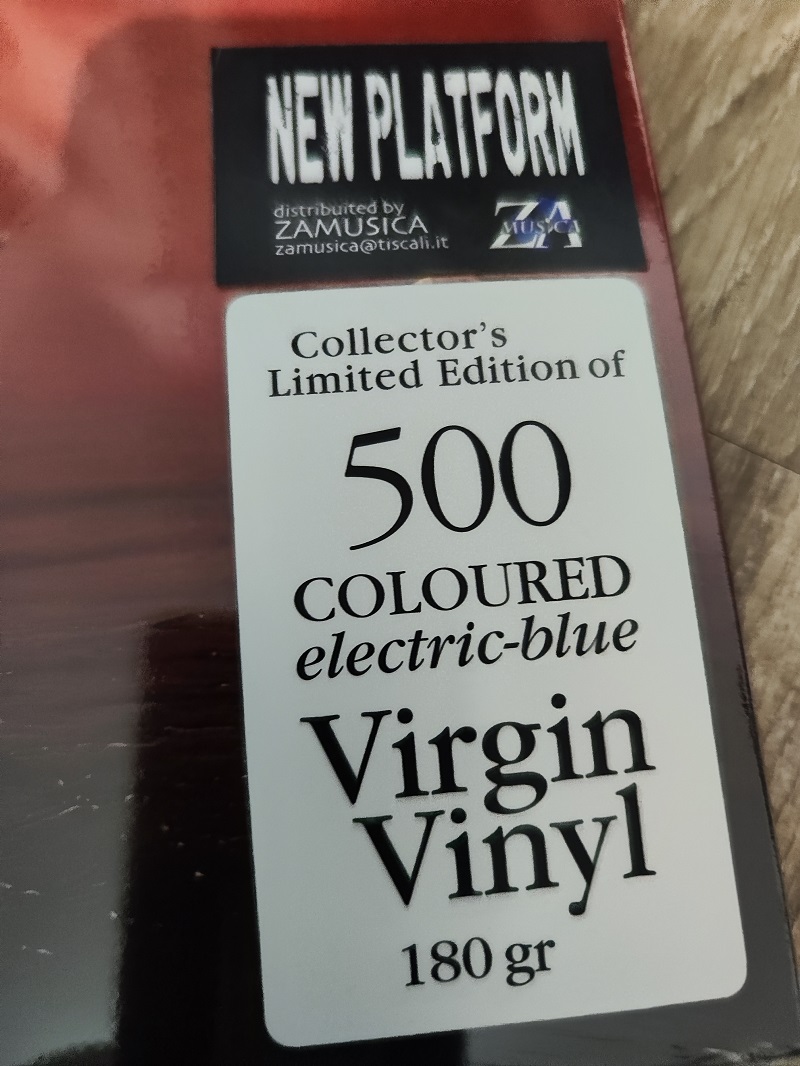 NEW PLATFORM
distribuited by
ZAMUSICA
zamusica@tiscali.it
ZA
MUSICA
Collector's
Limited Edition of
500
COLOURED
electric-blue
Virgin
Vinyl
180 gr